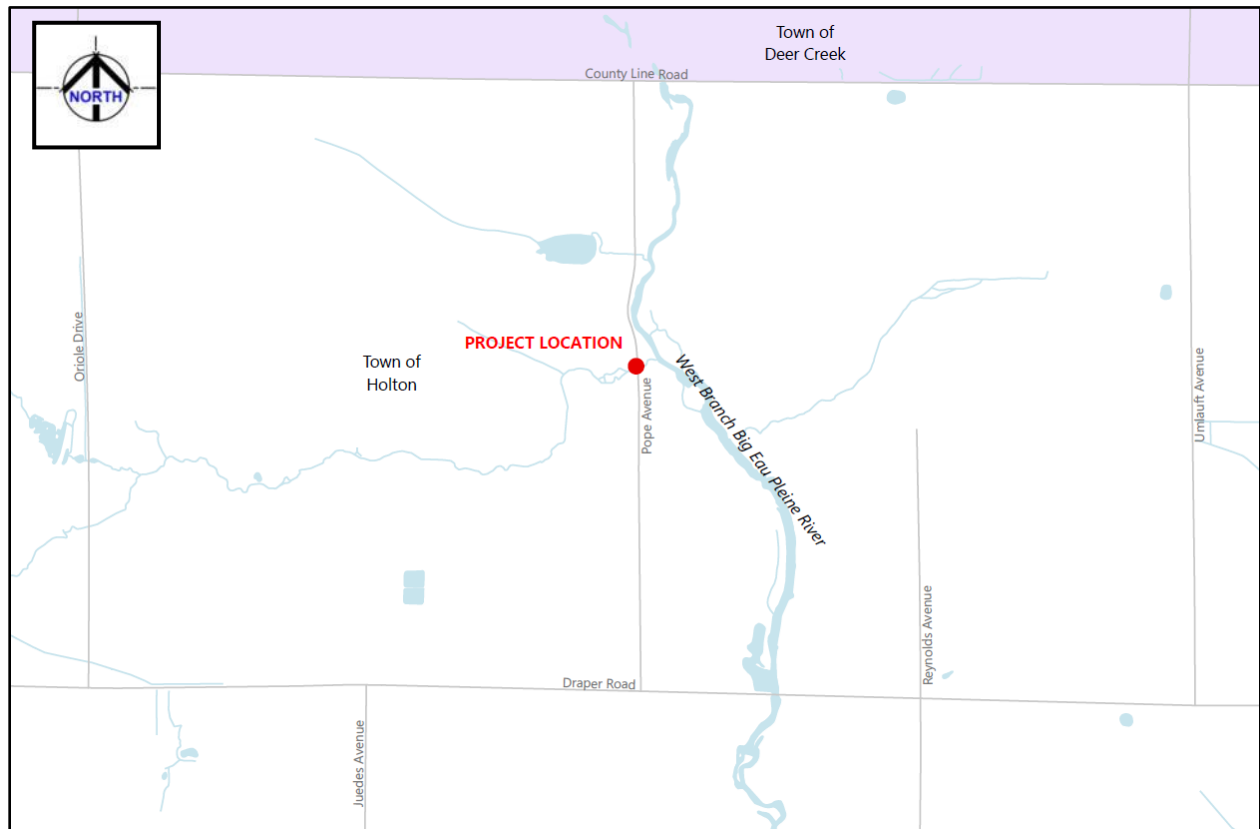 Town of
Deer Creek
County Line Road
NORTH
Oriole Drive
PROJECT LOCATION
Town of
Holton
Pope Avenue
West Branch Big Eau Pleine River
Umlauft Avenue
Reynolds Avenue
Draper Road
Juedes Avenue